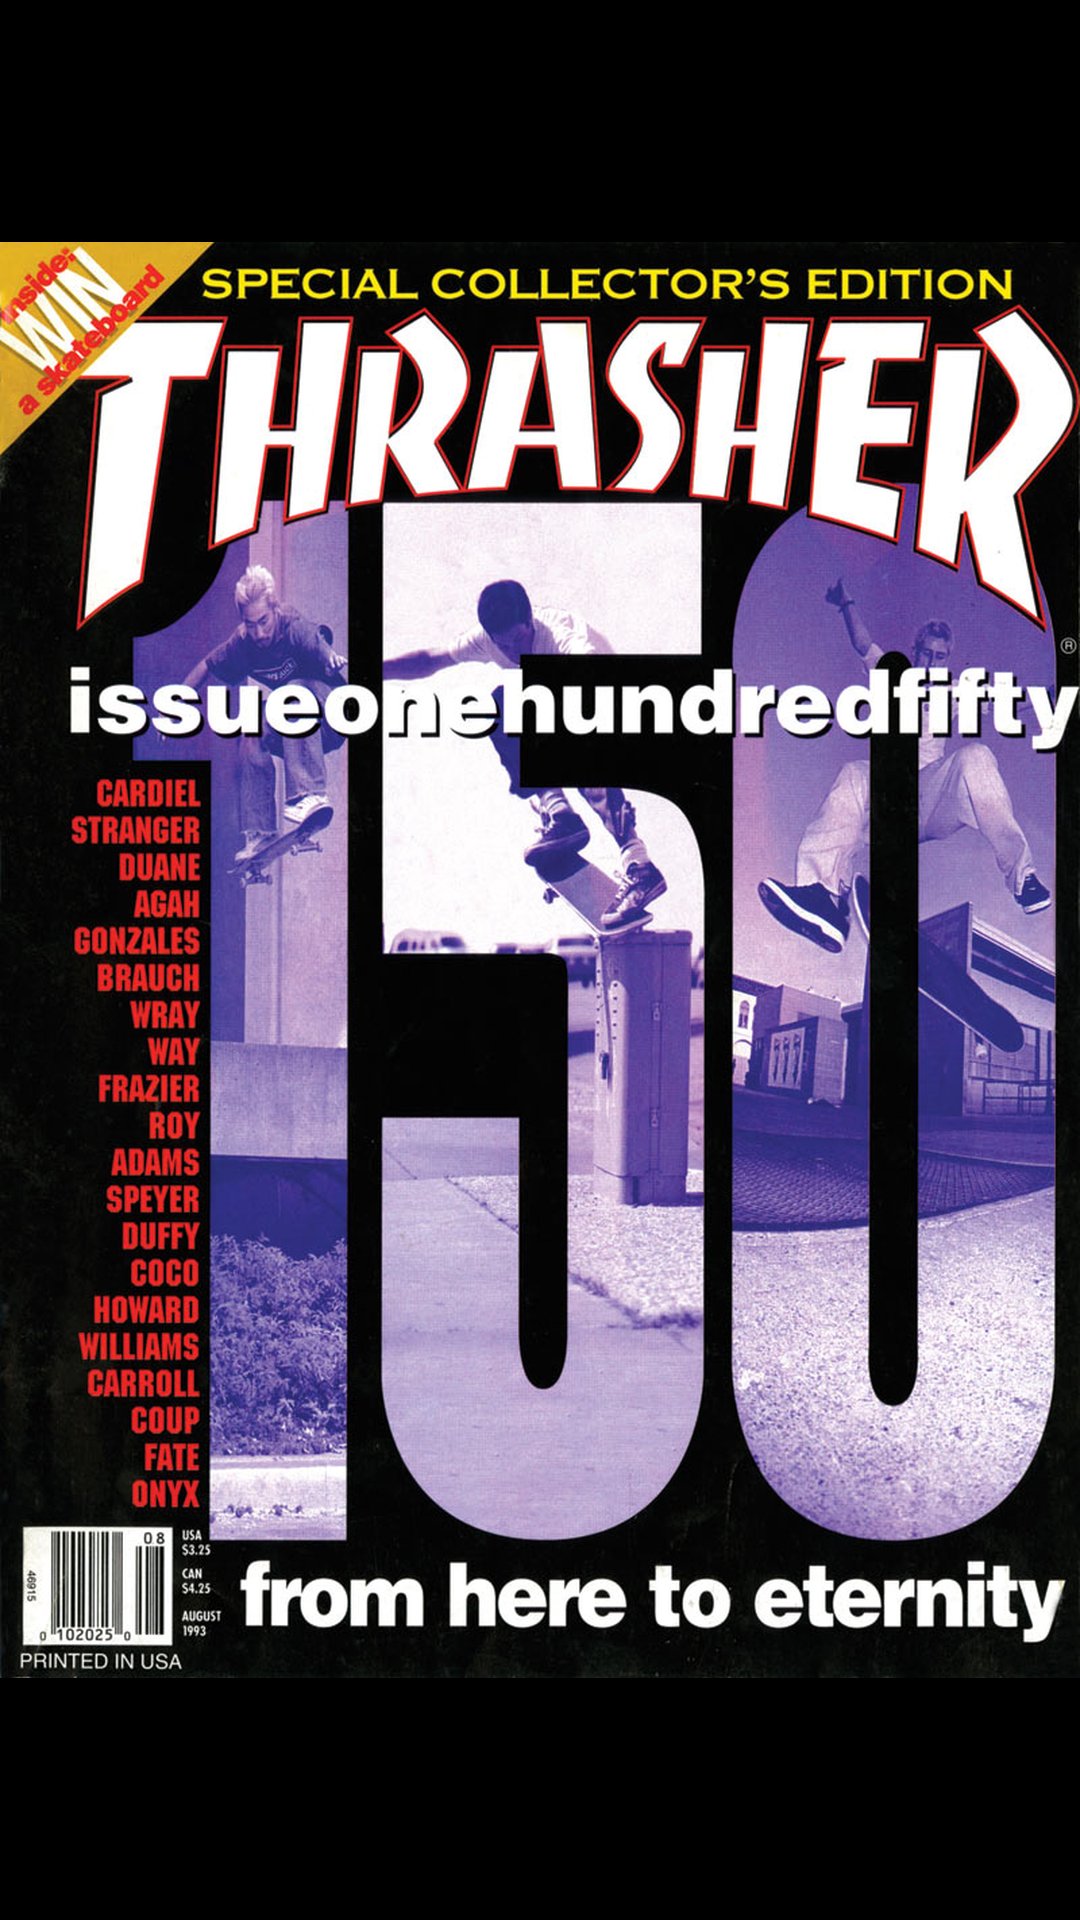 inside:
WIN
a skateboard
SPECIAL COLLECTOR'S EDITION
THRASHER
®
150
issueonehundredfifty
CARDIEL
STRANGER
DUANE
AGAH
GONZALES
BRAUCH
WRAY
WAY
FRAZIER
ROY
ADAMS
SPEYER
DUFFY
COCO
HOWARD
WILLIAMS
CARROLL
COUP
FATE
ONYX
08
46915
0 102025 0
USA
$3.25
CAN
$4.25
AUGUST
1993
PRINTED IN USA
from here to eternity